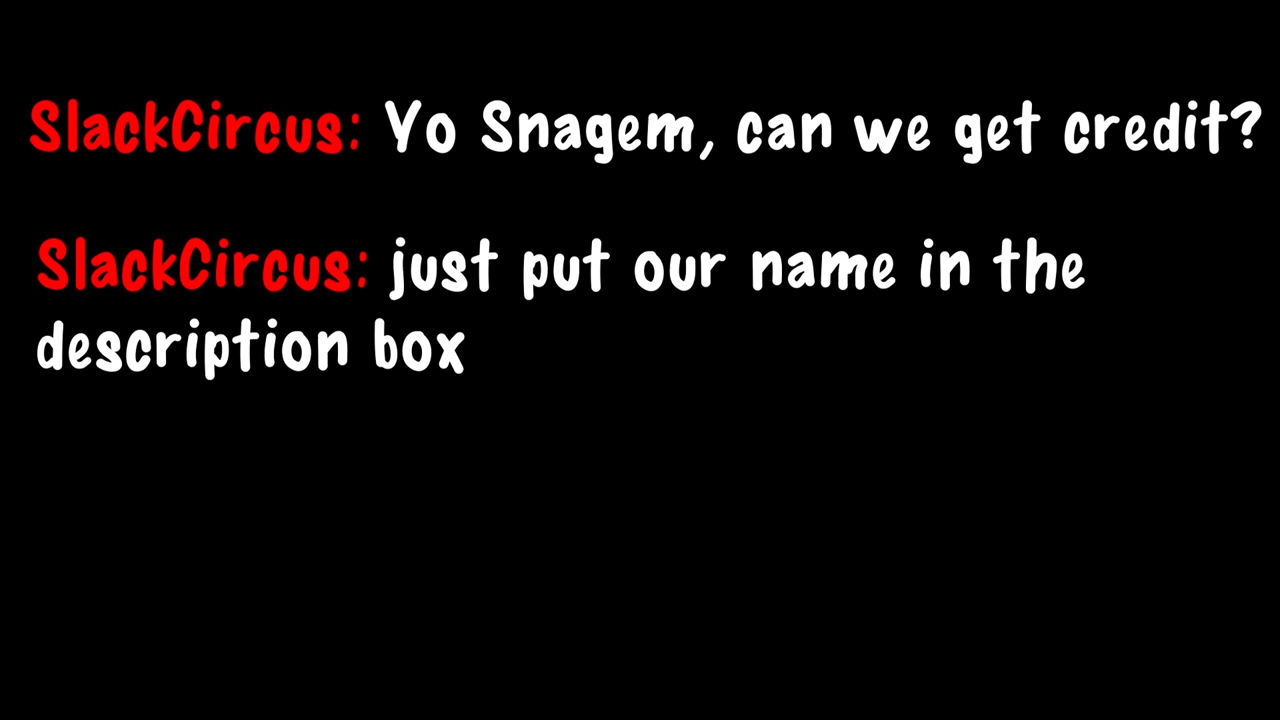 SlackCircus: Yo Snagem, can we get credit?
SlackCircus: just put our name in the
description box